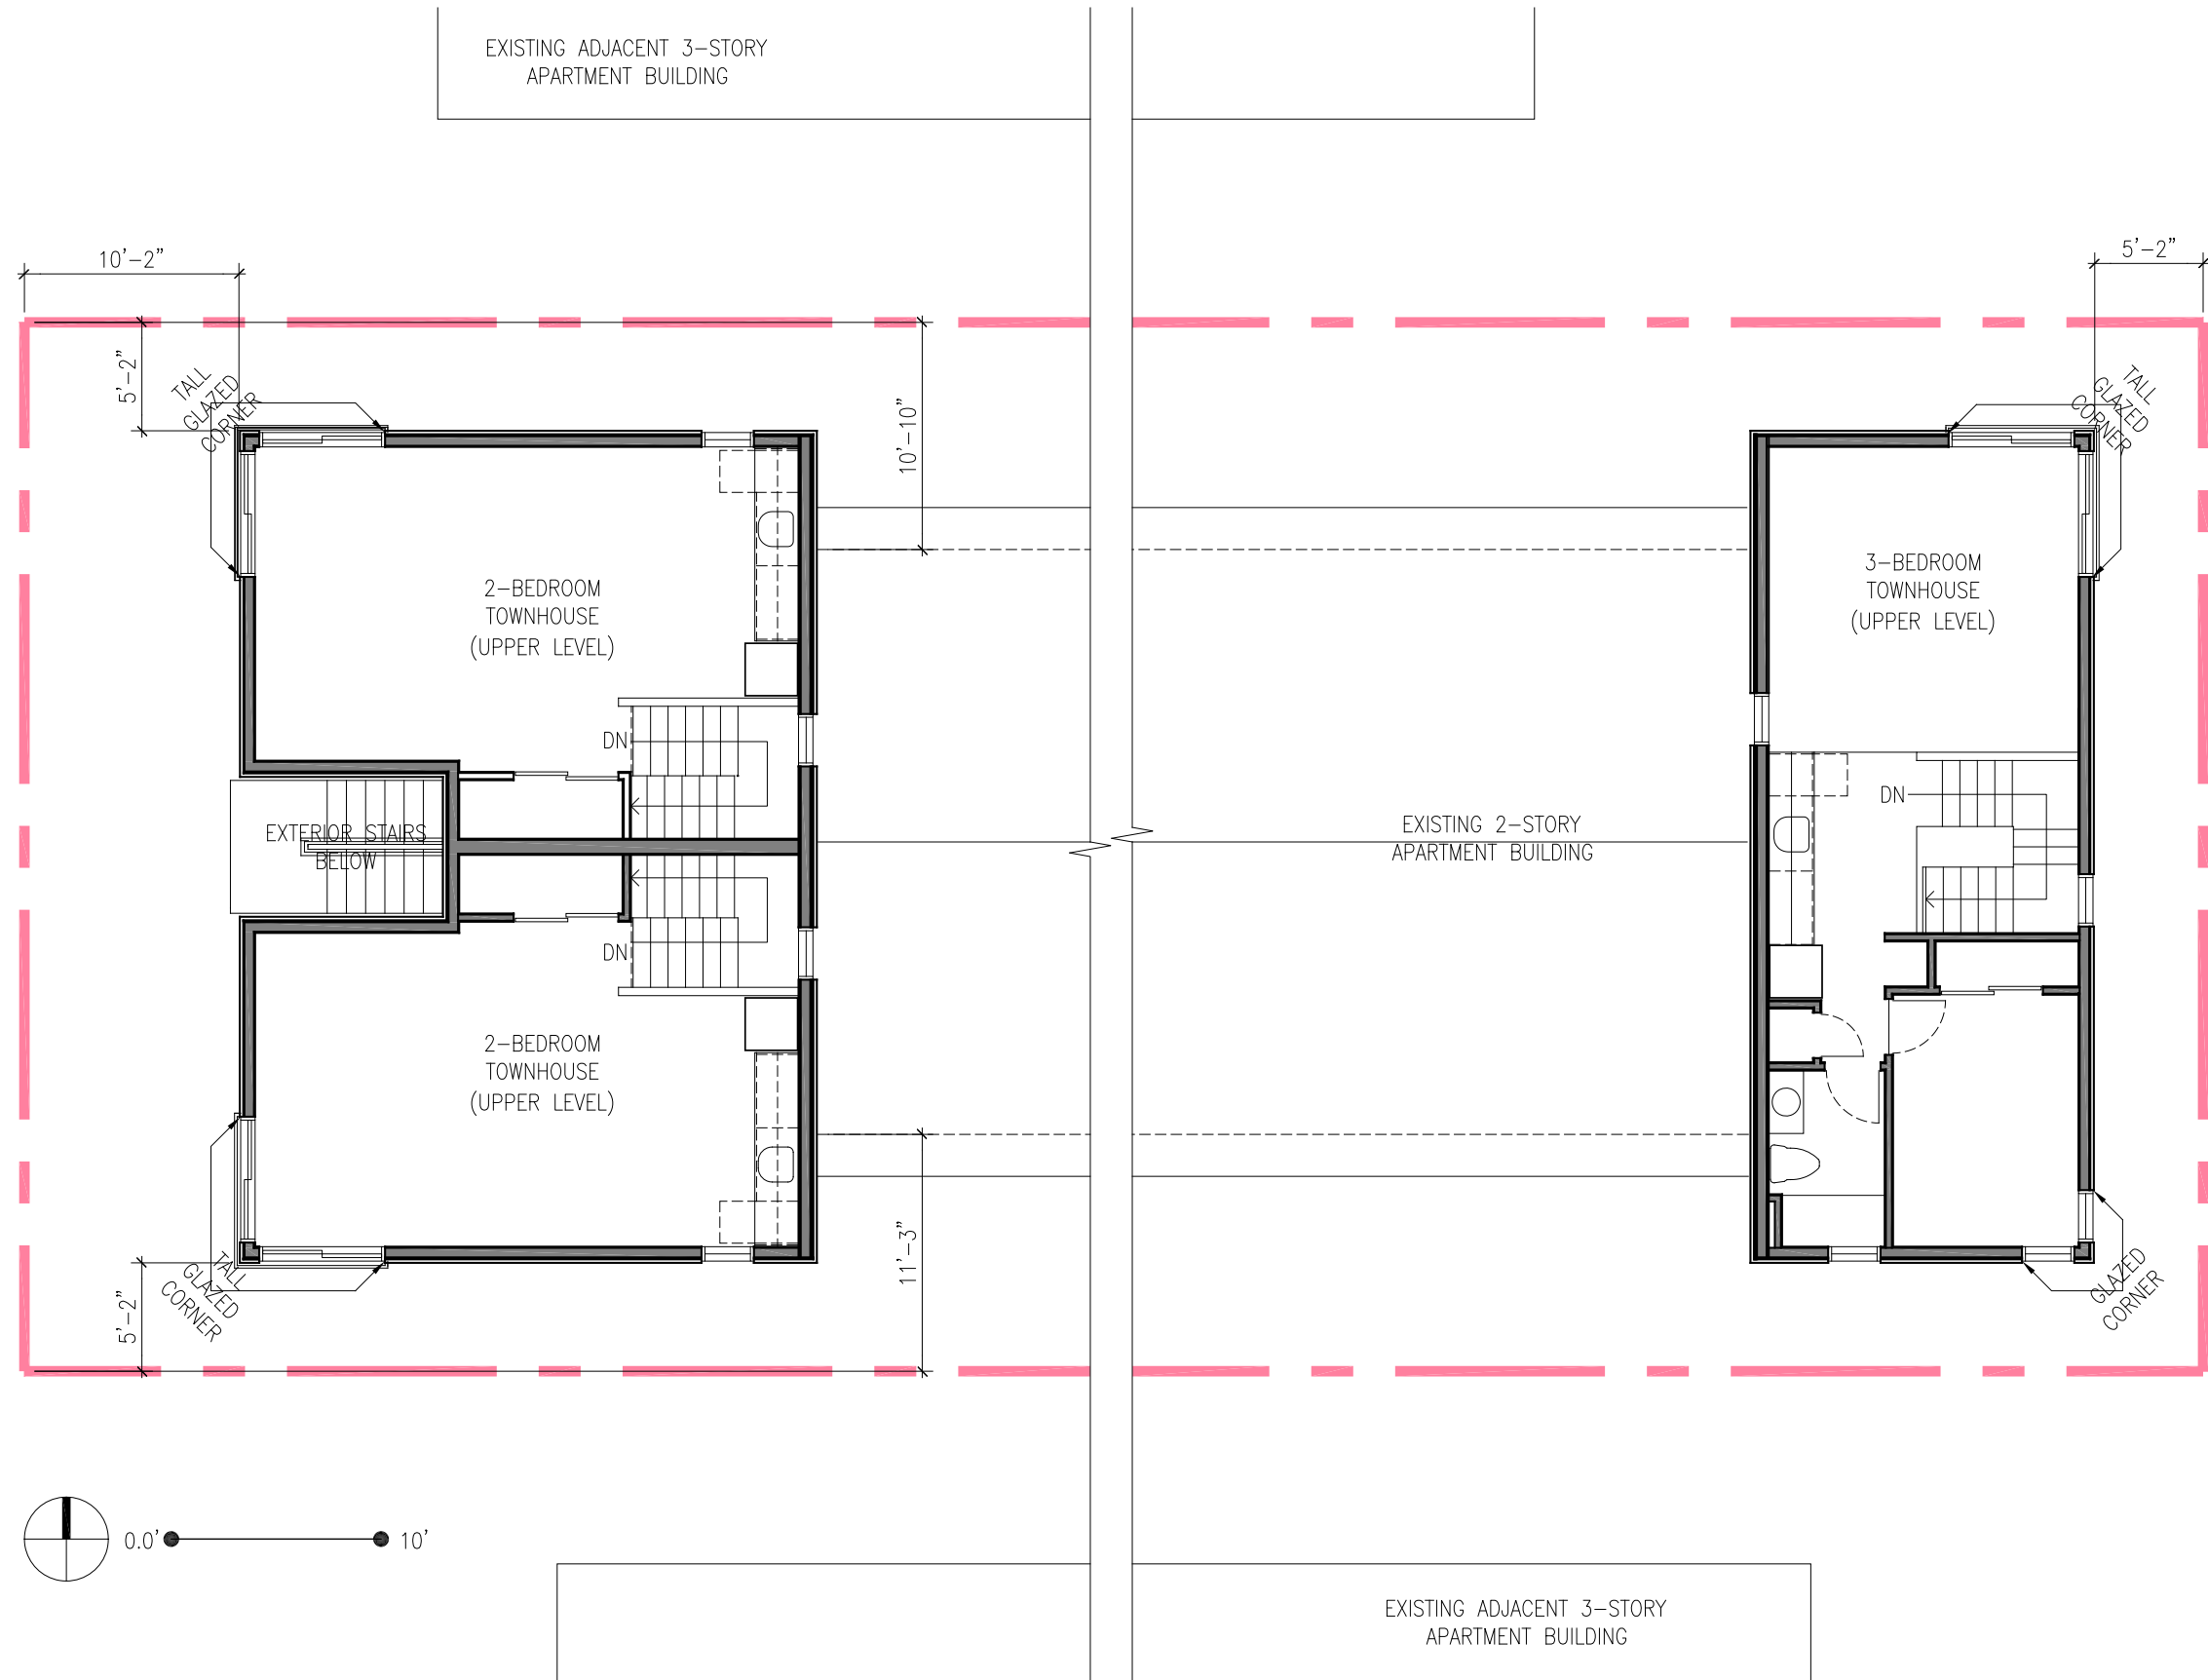 EXISTING ADJACENT 3-STORY
APARTMENT BUILDING
10'-2"
5'-2"
5'-2"
TALL
GLAZED
CORNER
10'-10"
TALL
GLAZED
CORNER
2-BEDROOM
TOWNHOUSE
(UPPER LEVEL)
3-BEDROOM
TOWNHOUSE
(UPPER LEVEL)
DN
DN
EXTERIOR STAIRS
BELOW
EXISTING 2-STORY
APARTMENT BUILDING
DN
2-BEDROOM
TOWNHOUSE
(UPPER LEVEL)
11'-3"
5'-2"
TALL
GLAZED
CORNER
GLAZED
CORNER
0.0'
10'
EXISTING ADJACENT 3-STORY
APARTMENT BUILDING